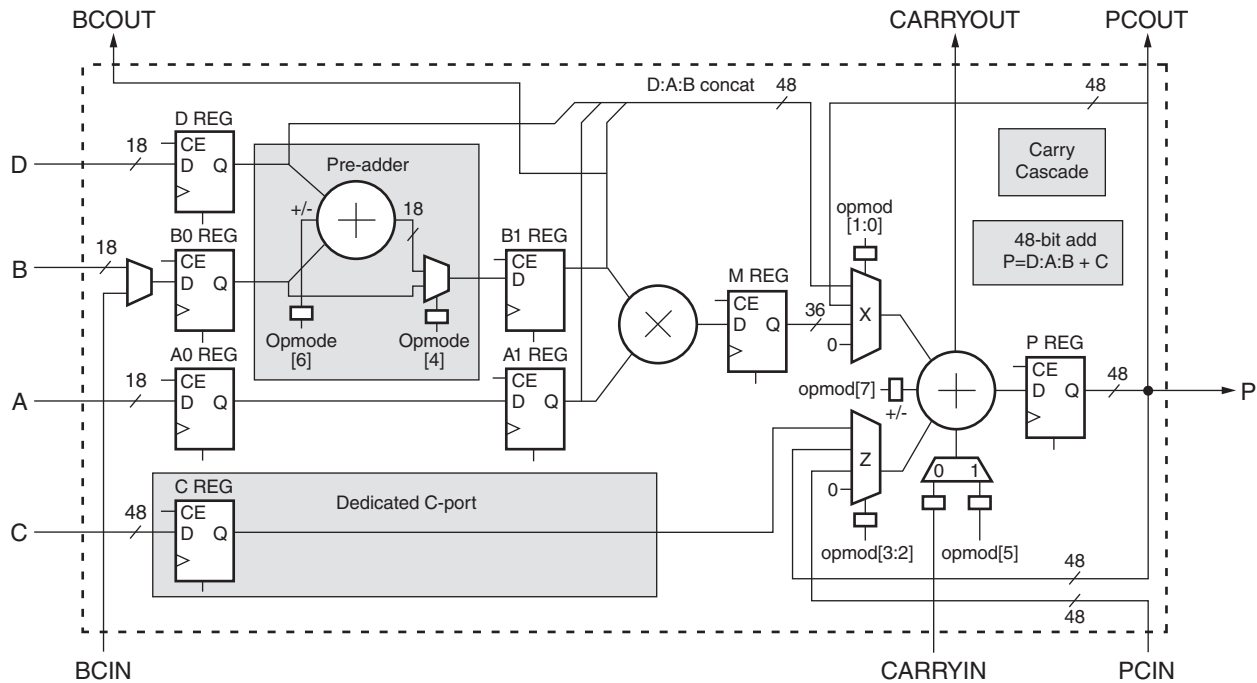 BCOUT
CARRYOUT
PCOUT
D:A:B concat
48
48
D REG
CE
D Q
D
18
Pre-adder
+/-
18
Carry
Cascade
opmod
[1:0]
48-bit add
P=D:A:B + C
B0 REG
CE
D Q
B
18
B1 REG
CE
D
Opmode
[6]
Opmode
[4]
M REG
CE
D Q
36
X
0
A0 REG
CE
D Q
A
18
A1 REG
CE
D Q
opmod[7]
+/-
P REG
CE
D Q
48
P
Z
0
0 1
C REG
CE
D Q
C
48
Dedicated C-port
opmod[3:2]
opmod[5]
48
48
BCIN
CARRYIN
PCIN